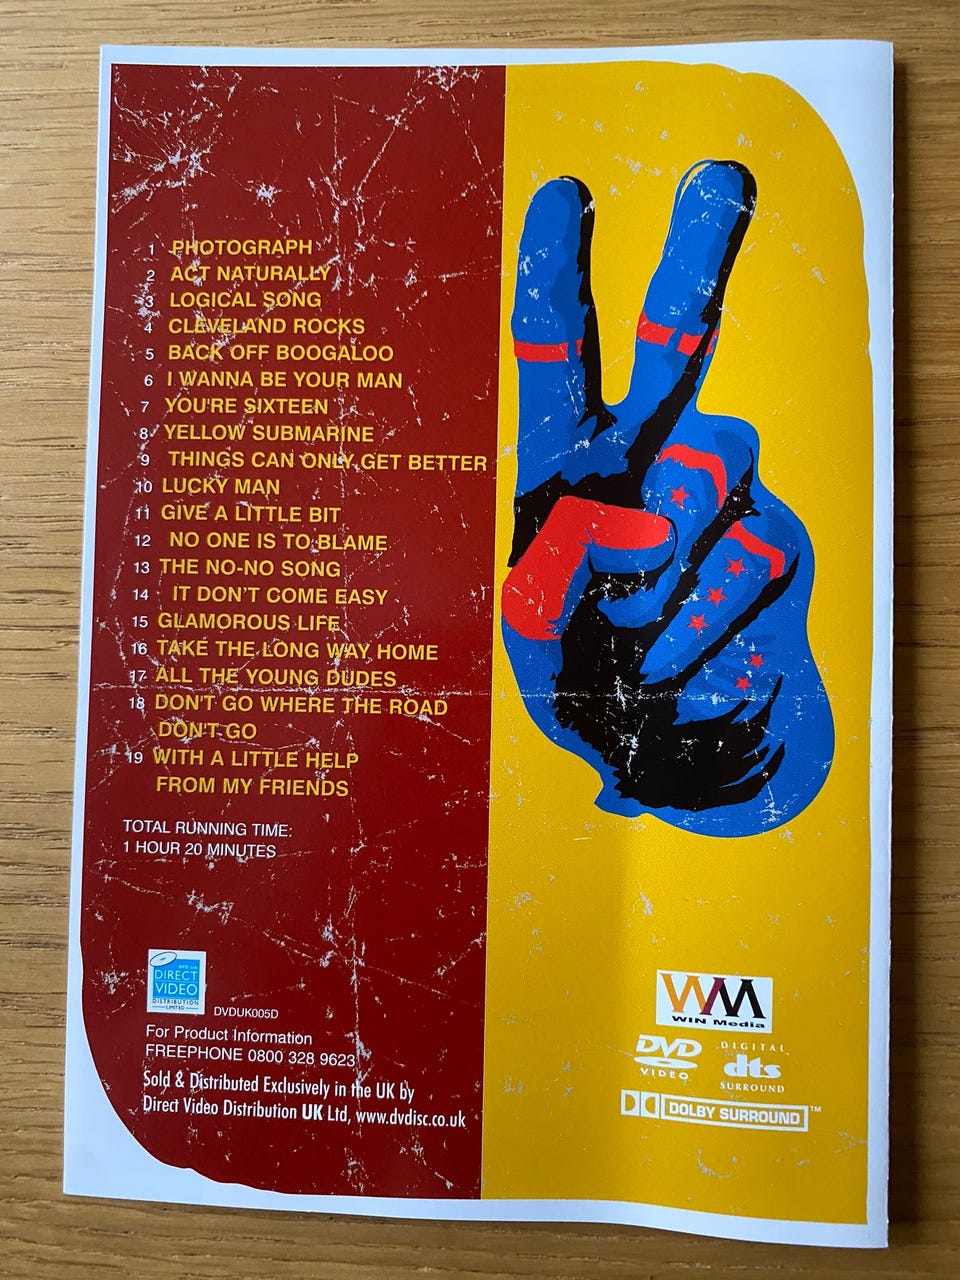 1 PHOTOGRAPH
2 ACT NATURALLY
3 LOGICAL SONG
4 CLEVELAND ROCKS
5 BACK OFF BOOGALOO
6 I WANNA BE YOUR MAN
7 YOU'RE SIXTEEN
8 YELLOW SUBMARINE
9 THINGS CAN ONLY GET BETTER
10 LUCKY MAN
11 GIVE A LITTLE BIT
12 NO ONE IS TO BLAME
13 THE NO-NO SONG
14 IT DON'T COME EASY
15 GLAMOROUS LIFE
16 TAKE THE LONG WAY HOME
17 ALL THE YOUNG DUDES
18 DON'T GO WHERE THE ROAD
DON'T GO
19 WITH A LITTLE HELP
FROM MY FRIENDS
TOTAL RUNNING TIME:
1 HOUR 20 MINUTES
DVD Ltd
DIRECT
VIDEO
DISTRIBUTION
LIMITED
DVDUK005D
For Product Information
FREEPHONE 0800 328 9623
Sold & Distributed Exclusively in the UK by
Direct Video Distribution UK Ltd, www.dvdisc.co.uk
WM
WIN Media
DVD
VIDEO
DIGITAL
dts
SURROUND
DOLBY SURROUND™